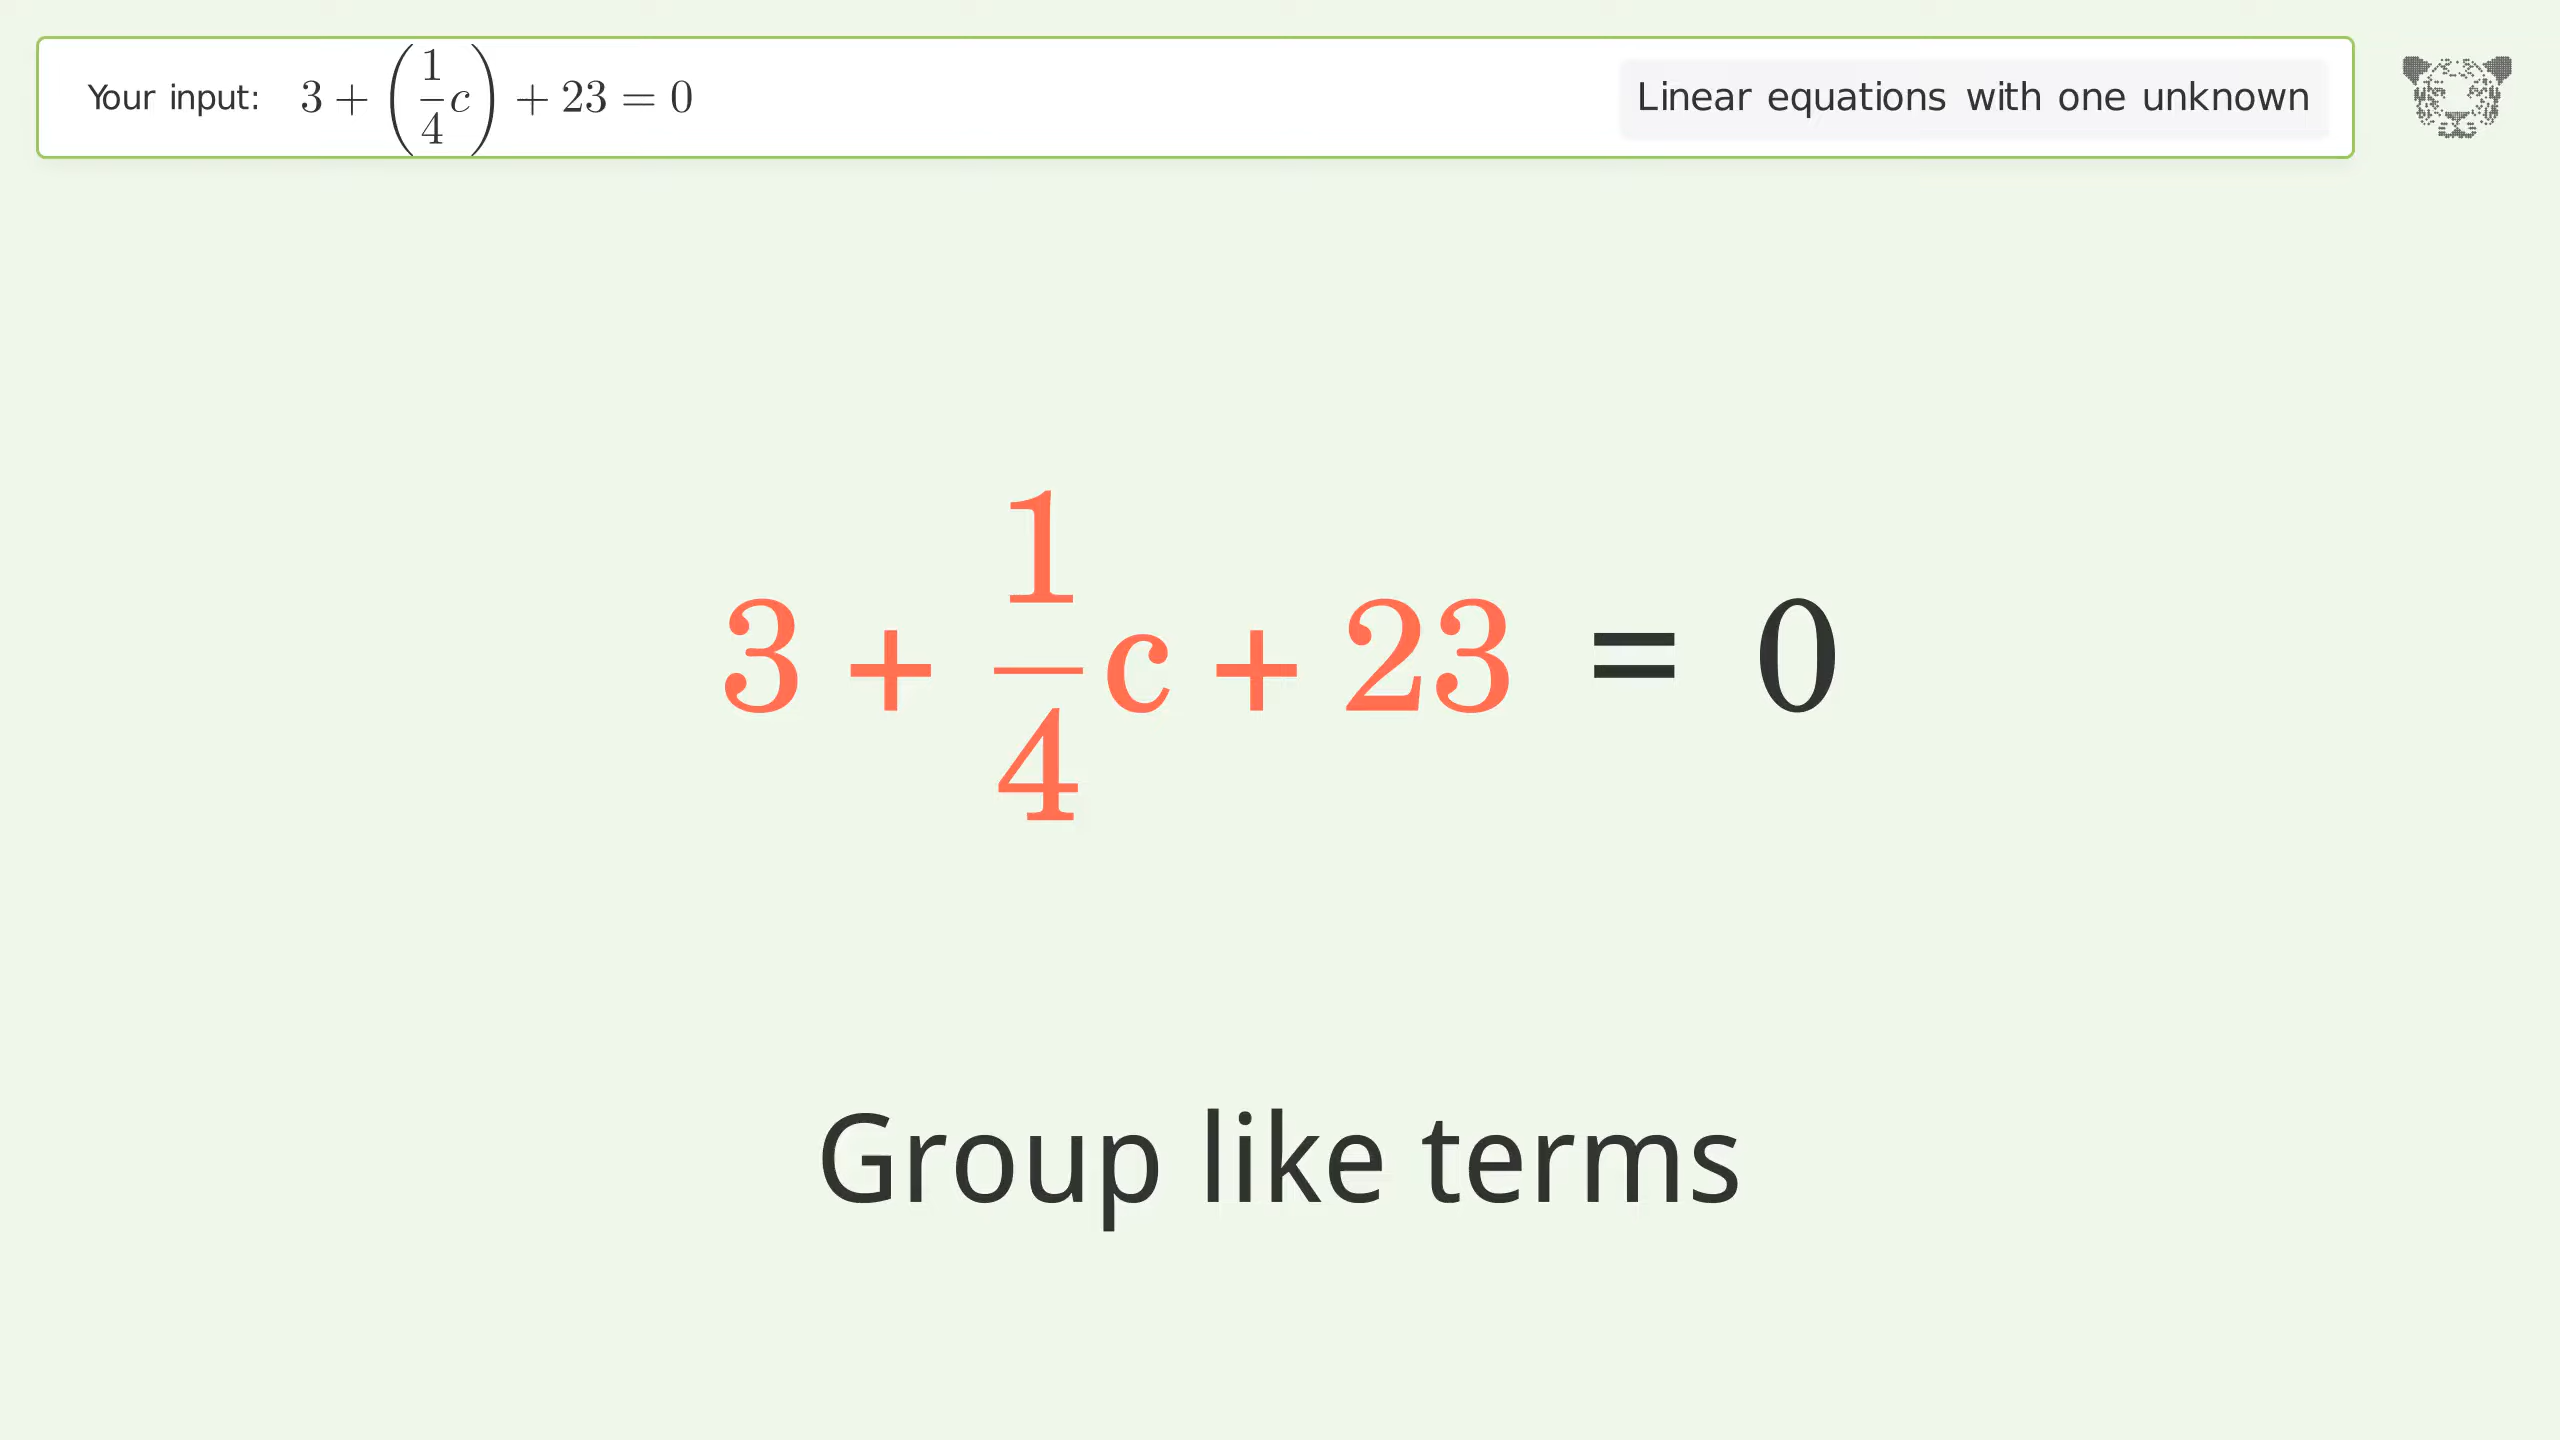 Your input: 3 + (1/4 c) + 23 = 0
Linear equations with one unknown
3 + 1/4 c + 23 = 0
Group like terms